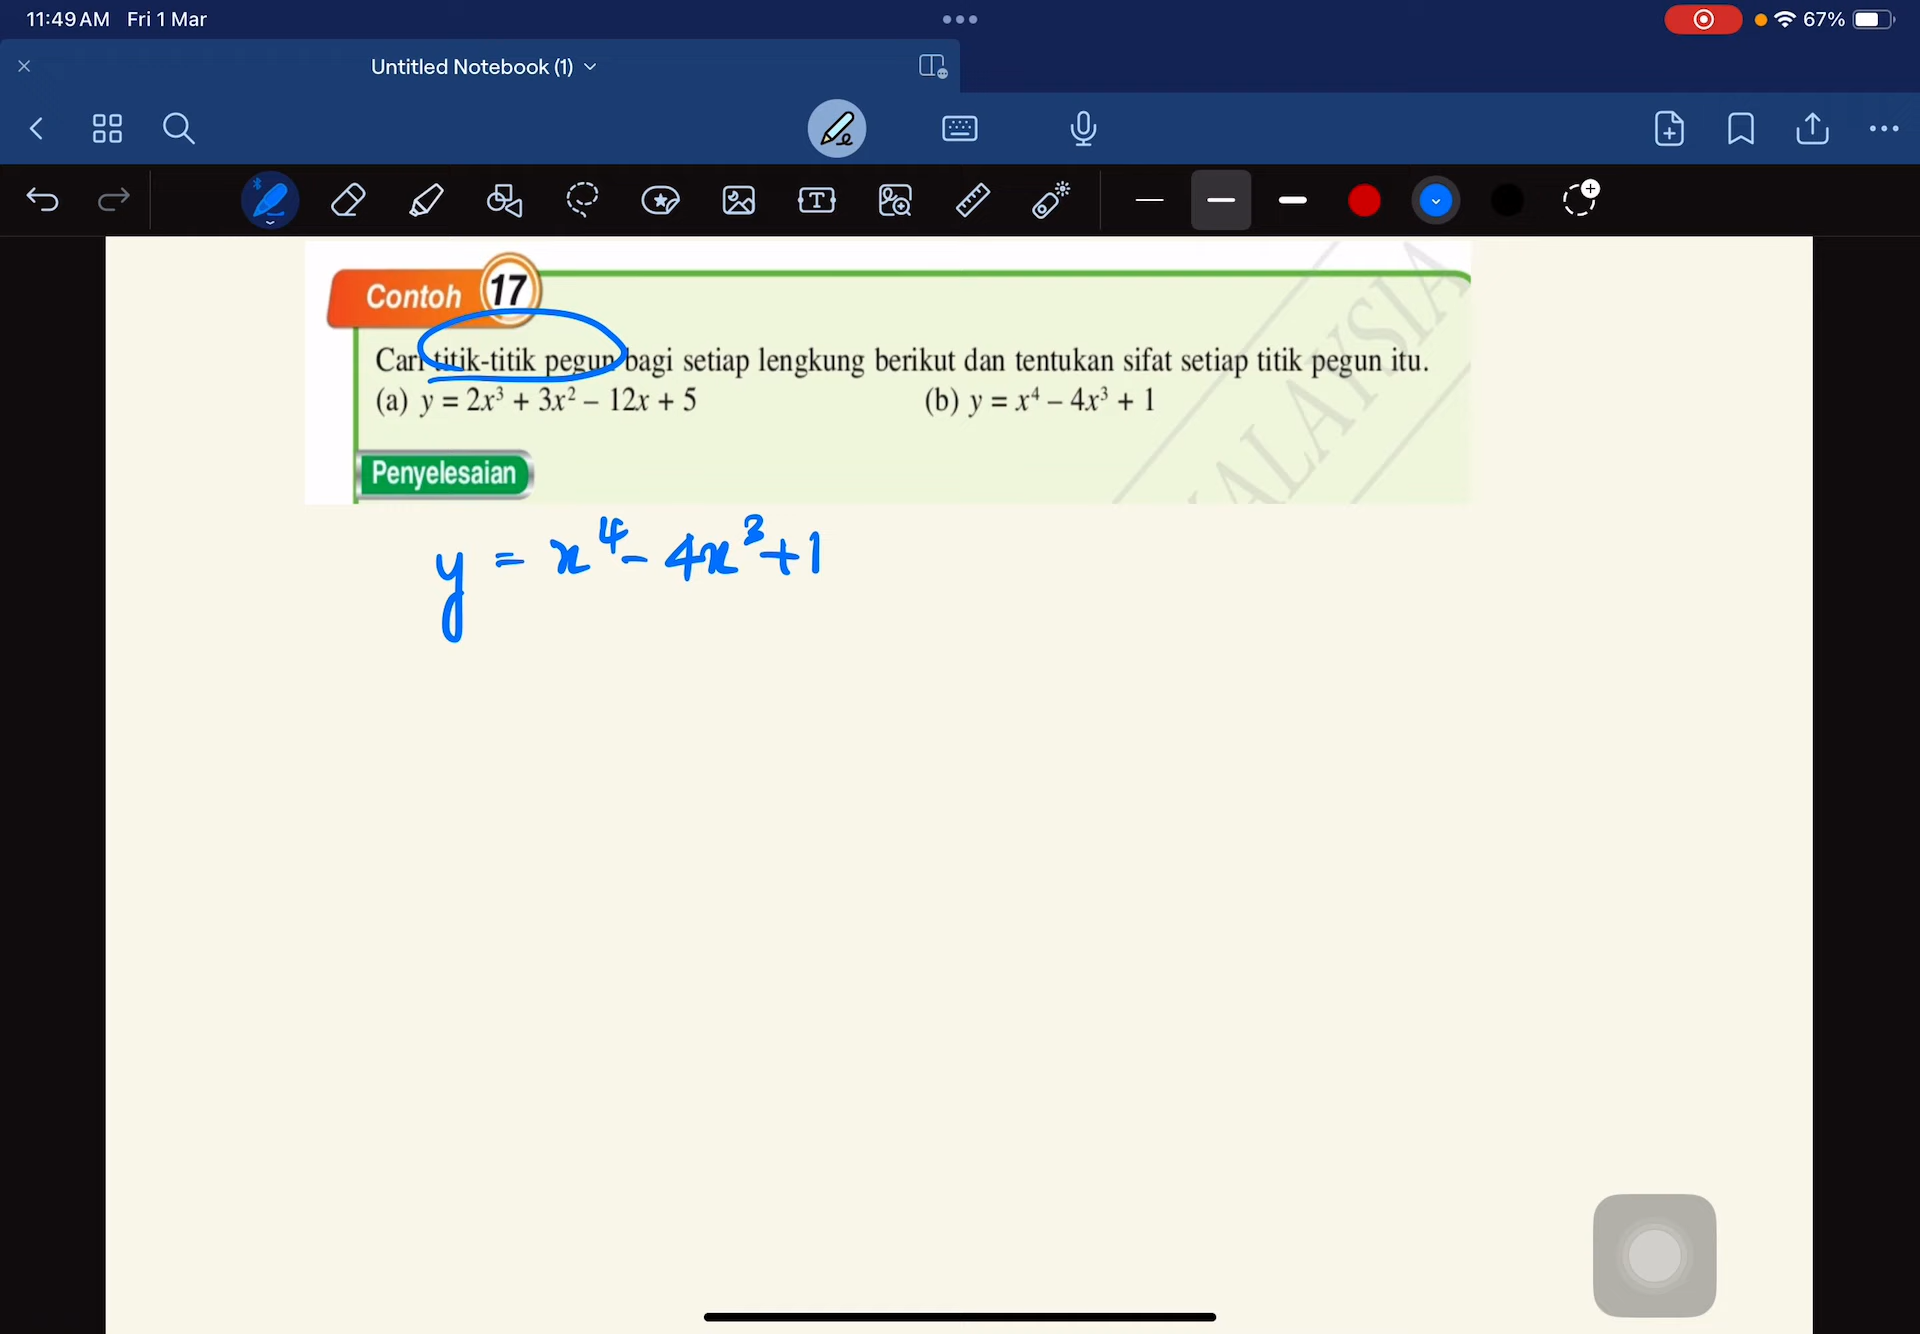 11:49 AM Fri 1 Mar
67%
Untitled Notebook (1)
Contoh 17
Cari titik-titik pegun bagi setiap lengkung berikut dan tentukan sifat setiap titik pegun itu.
(a) y = 2x³ + 3x² – 12x + 5 (b) y = x⁴ – 4x³ + 1
Penyelesaian
y = x⁴ - 4x³ + 1